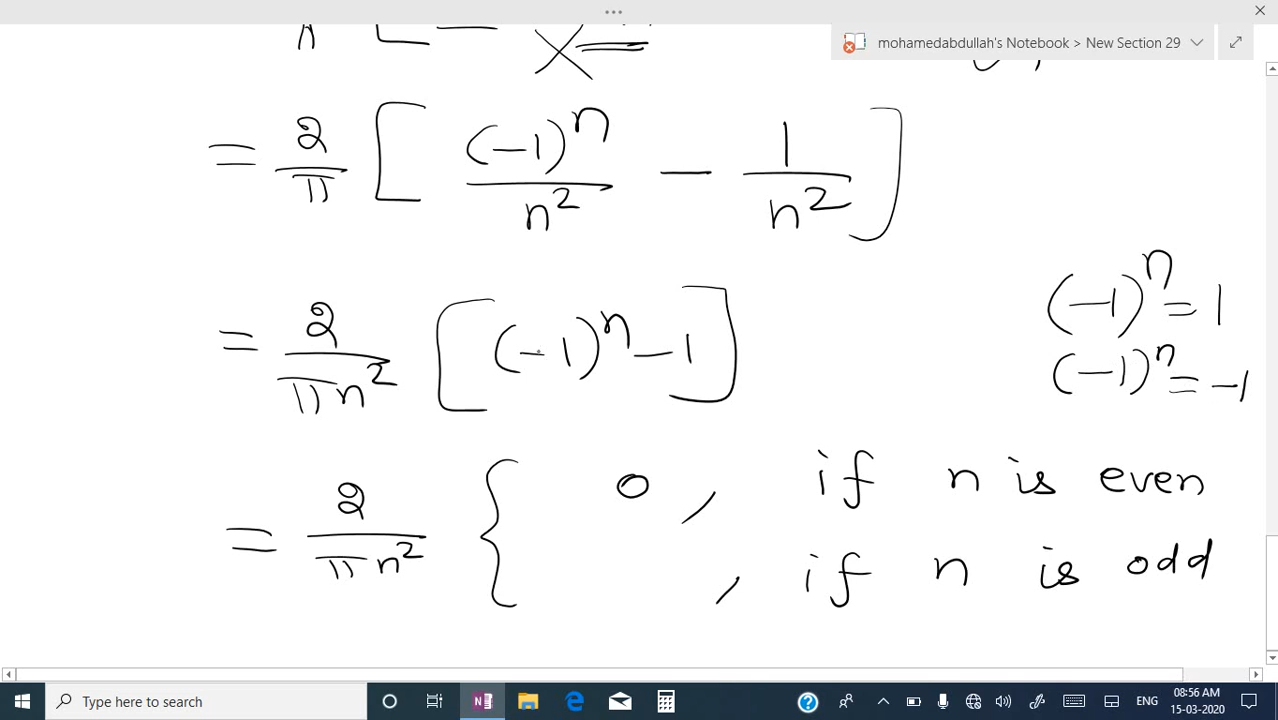 mohamedabdullah's Notebook > New Section 29
= 2/π [ (-1)^n/n² - 1/n² ]
(-1)^n = 1
= 2/πn² [ (-1)^n - 1 ]
(-1)^n = -1
= 2/πn² { 0, if n is even
, if n is odd
Type here to search
ENG
08:56 AM
15-03-2020